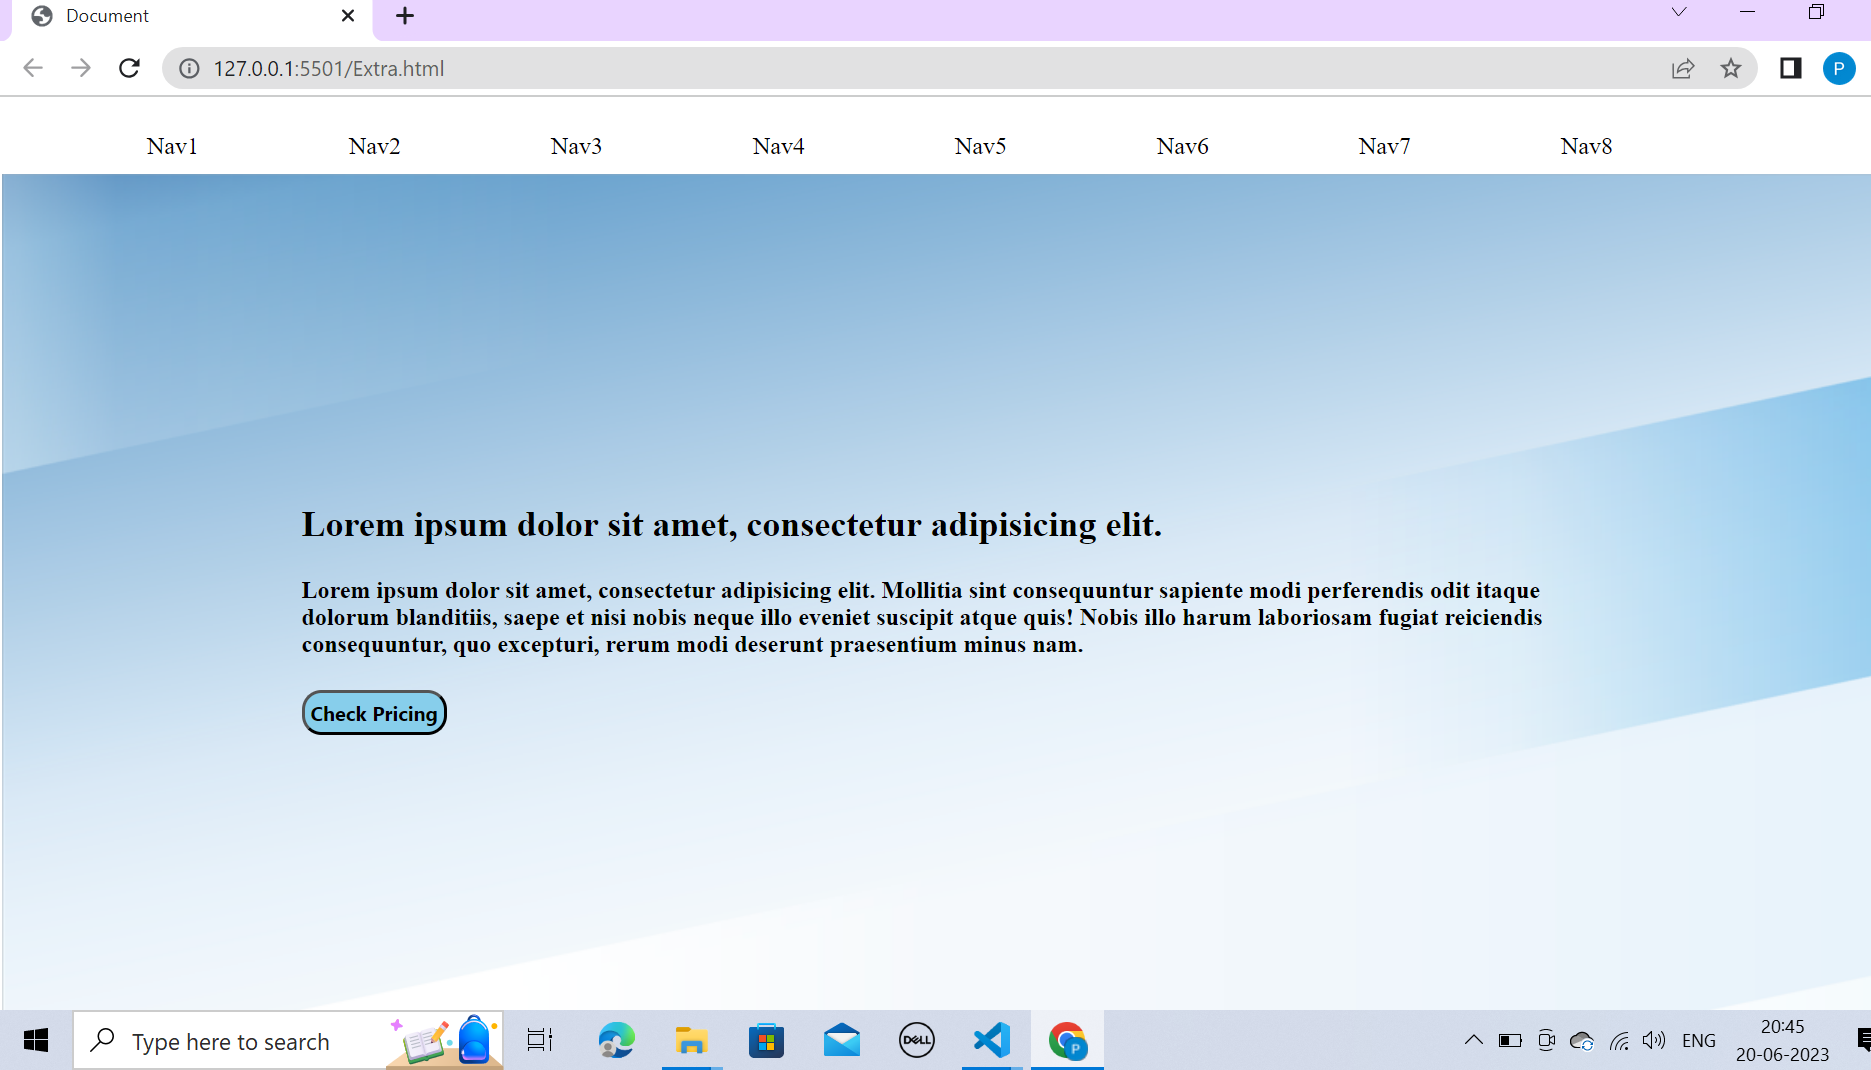 Document
127.0.0.1:5501/Extra.html
P
Nav1 Nav2 Nav3 Nav4 Nav5 Nav6 Nav7 Nav8
Lorem ipsum dolor sit amet, consectetur adipisicing elit.
Lorem ipsum dolor sit amet, consectetur adipisicing elit. Mollitia sint consequuntur sapiente modi perferendis odit itaque
dolorum blanditiis, saepe et nisi nobis neque illo eveniet suscipit atque quis! Nobis illo harum laboriosam fugiat reiciendis
consequuntur, quo excepturi, rerum modi deserunt praesentium minus nam.
Check Pricing
Type here to search
DELL
P
ENG
20:45
20-06-2023